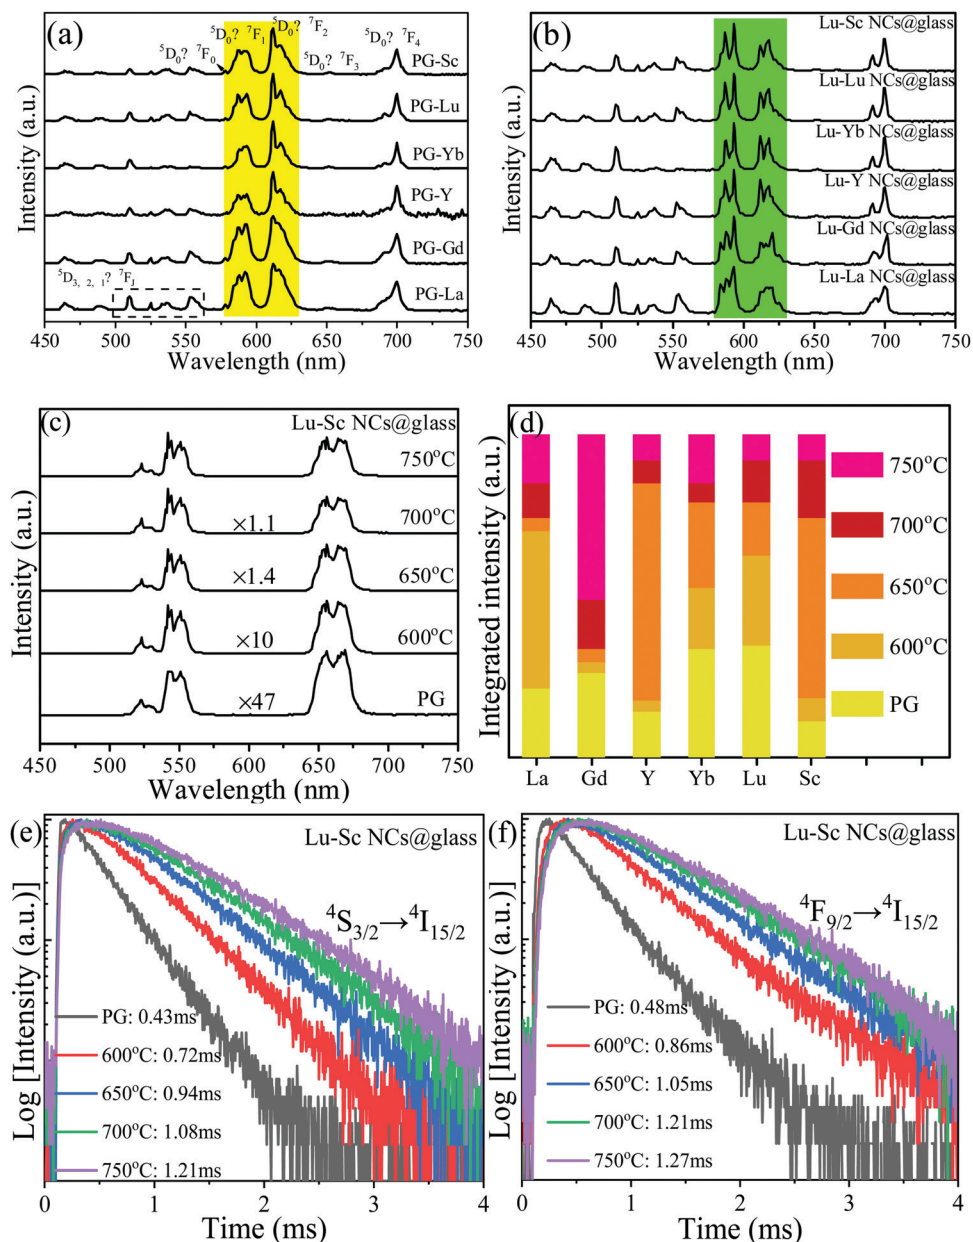 (a)
⁵D₀? ⁷F₂
⁵D₀? ⁷F₁
⁵D₀? ⁷F₄
⁵D₀? ⁷F₀
⁵D₀? ⁷F₃
PG-Sc
PG-Lu
PG-Yb
PG-Y
PG-Gd
⁵D₃, ₂, ₁? ⁷F_J
PG-La
Intensity (a.u.)
450 500 550 600 650 700 750
Wavelength (nm)
(b)
Lu-Sc NCs@glass
Lu-Lu NCs@glass
Lu-Yb NCs@glass
Lu-Y NCs@glass
Lu-Gd NCs@glass
Lu-La NCs@glass
Intensity (a.u.)
450 500 550 600 650 700 750
Wavelength (nm)
(c)
Lu-Sc NCs@glass
750°C
700°C
×1.1
650°C
×1.4
600°C
×10
PG
×47
Intensity (a.u.)
450 500 550 600 650 700 750
Wavelength (nm)
(d)
750°C
700°C
650°C
600°C
PG
Integrated intensity (a.u.)
La Gd Y Yb Lu Sc
(e)
Lu-Sc NCs@glass
⁴S₃/₂→⁴I₁₅/₂
PG: 0.43ms
600°C: 0.72ms
650°C: 0.94ms
700°C: 1.08ms
750°C: 1.21ms
Log [Intensity (a.u.)]
0 1 2 3 4
Time (ms)
(f)
Lu-Sc NCs@glass
⁴F₉/₂→⁴I₁₅/₂
PG: 0.48ms
600°C: 0.86ms
650°C: 1.05ms
700°C: 1.21ms
750°C: 1.27ms
Log [Intensity (a.u.)]
0 1 2 3 4
Time (ms)